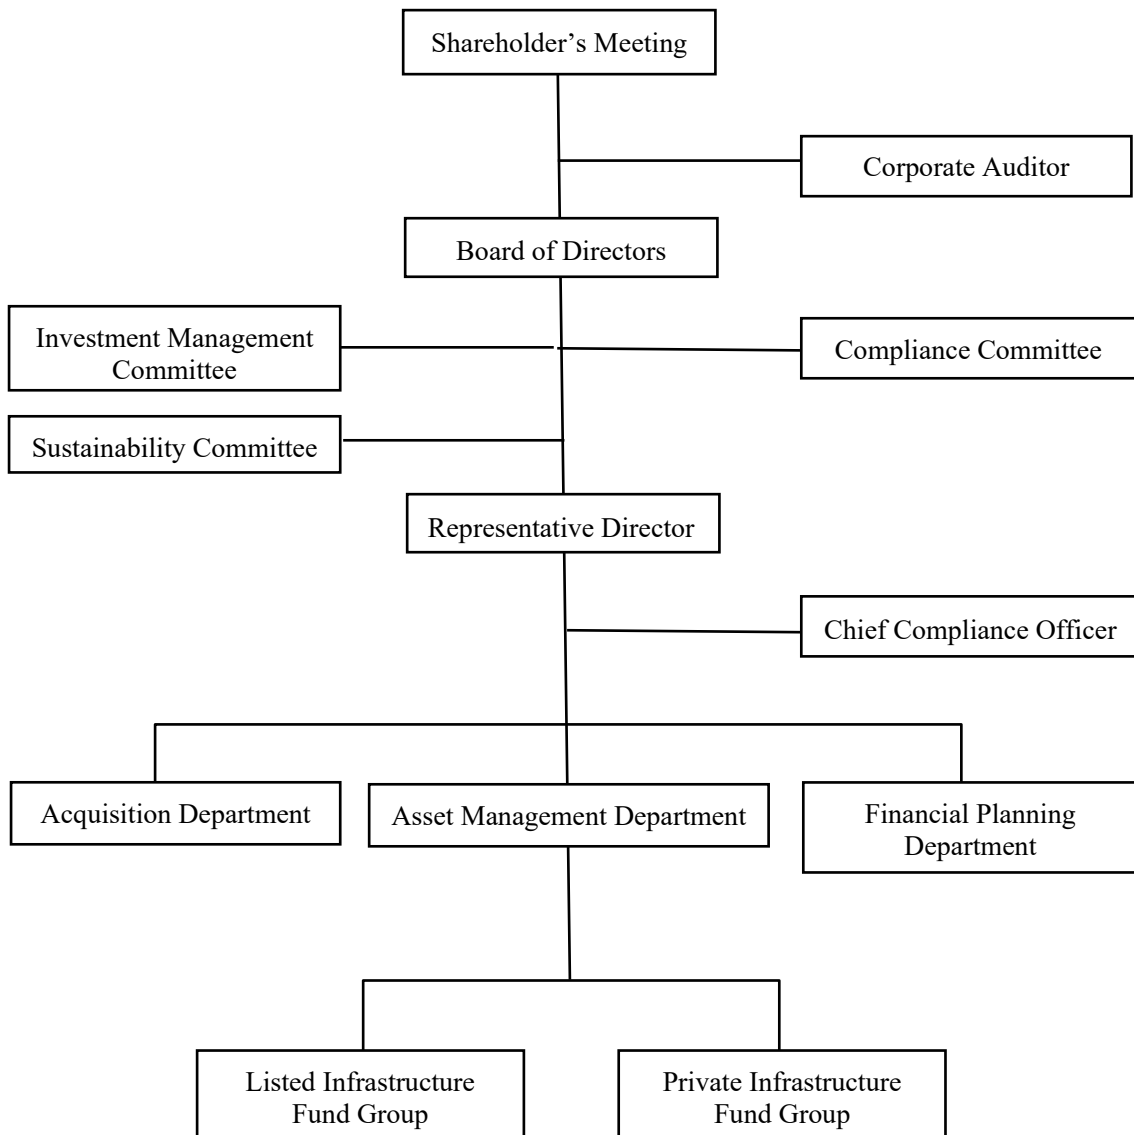 Shareholder’s Meeting
Corporate Auditor
Board of Directors
Investment Management
Committee
Compliance Committee
Sustainability Committee
Representative Director
Chief Compliance Officer
Acquisition Department
Asset Management Department
Financial Planning
Department
Listed Infrastructure
Fund Group
Private Infrastructure
Fund Group